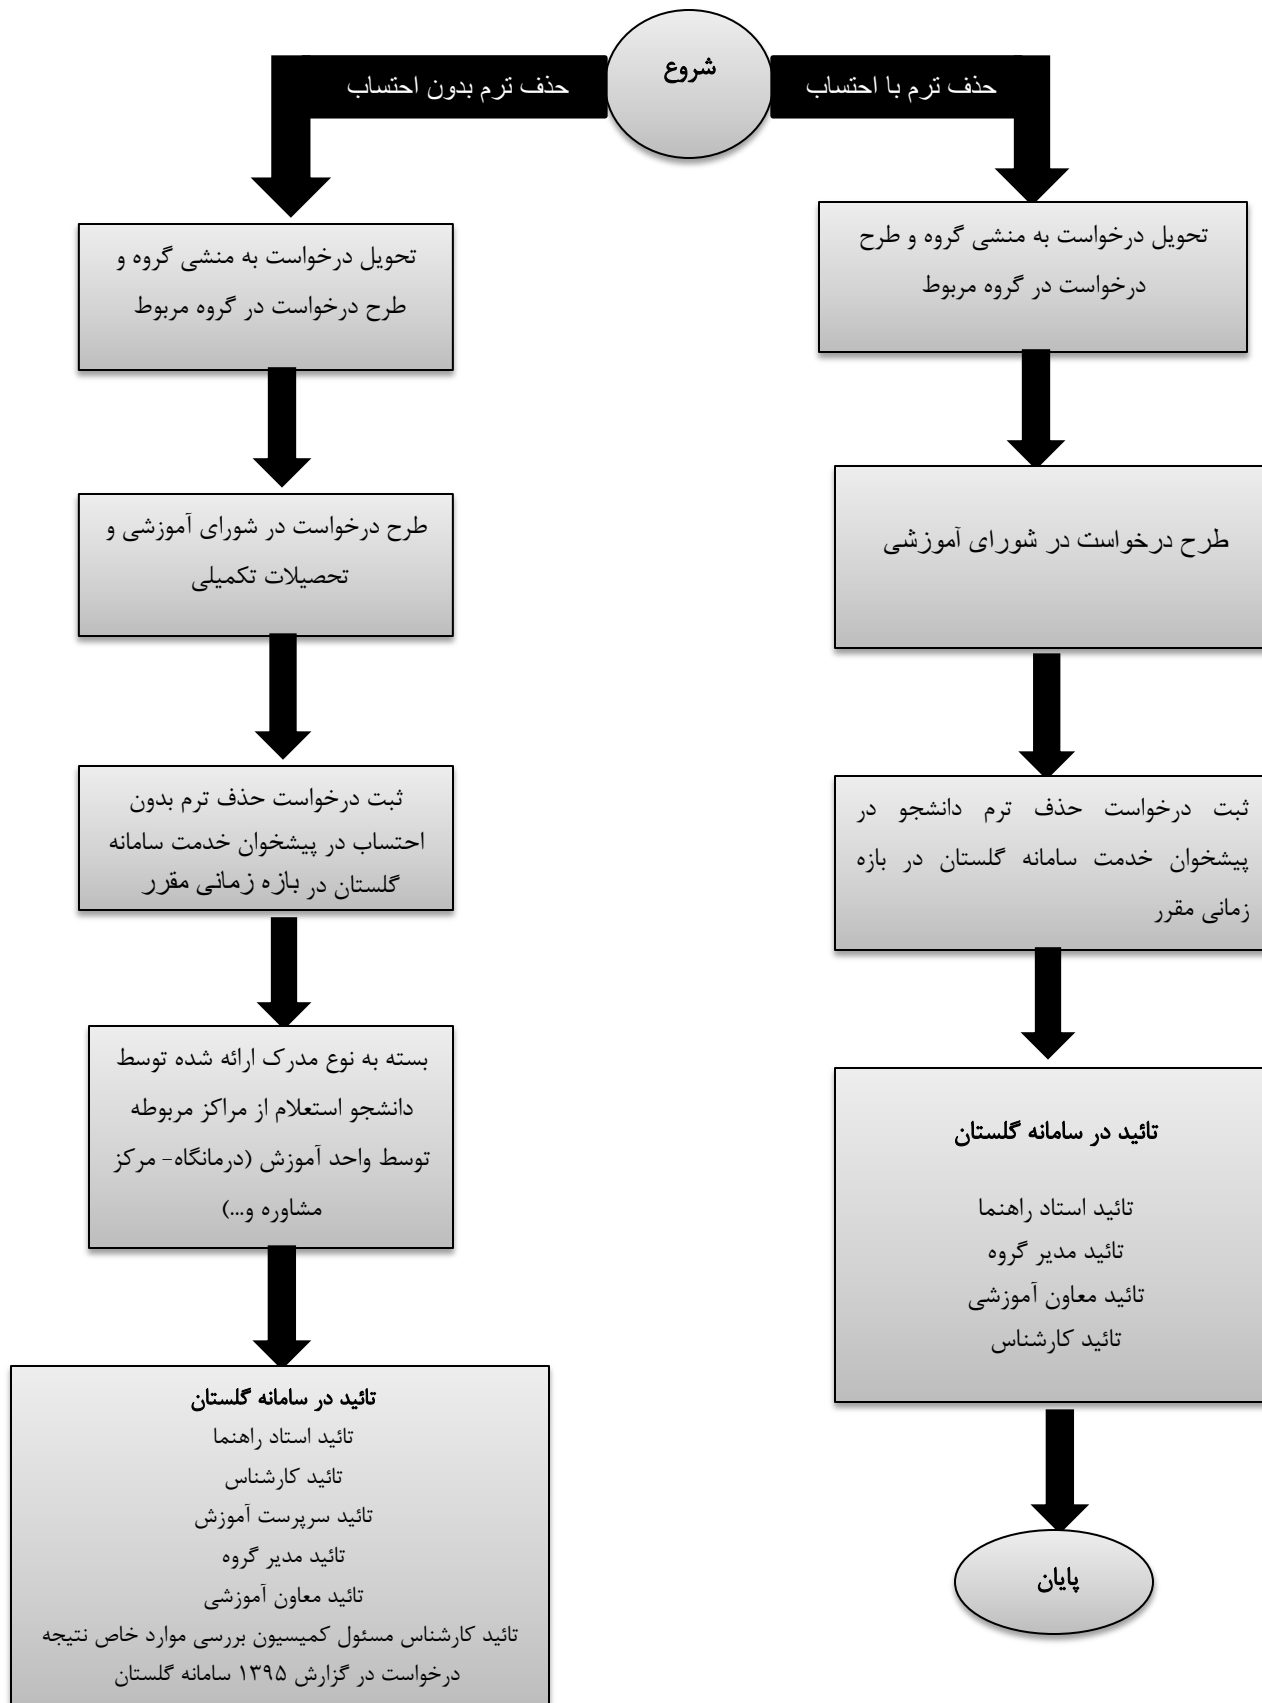 شروع
حذف ترم با احتساب
تحویل درخواست به منشی گروه و طرح
درخواست در گروه مربوط
طرح درخواست در شورای آموزشی
ثبت درخواست حذف ترم دانشجو در
پیشخوان خدمت سامانه گلستان در بازه
زمانی مقرر
تائید در سامانه گلستان
تائید استاد راهنما
تائید مدیر گروه
تائید معاون آموزشی
تائید کارشناس
پایان
حذف ترم بدون احتساب
تحویل درخواست به منشی گروه و
طرح درخواست در گروه مربوط
طرح درخواست در شورای آموزشی و
تحصیلات تکمیلی
ثبت درخواست حذف ترم بدون
احتساب در پیشخوان خدمت سامانه
گلستان در بازه زمانی مقرر
بسته به نوع مدرک ارائه شده توسط
دانشجو استعلام از مراکز مربوطه
توسط واحد آموزش (درمانگاه- مرکز
مشاوره و...)
تائید در سامانه گلستان
تائید استاد راهنما
تائید کارشناس
تائید سرپرست آموزش
تائید مدیر گروه
تائید معاون آموزشی
تائید کارشناس مسئول کمیسیون بررسی موارد خاص نتیجه
درخواست در گزارش ۱۳۹۵ سامانه گلستان